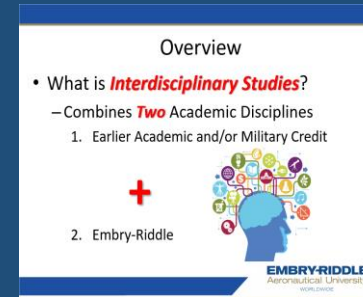 Overview
• What is Interdisciplinary Studies?
–Combines Two Academic Disciplines
1. Earlier Academic and/or Military Credit
+
2. Embry-Riddle
EMBRY-RIDDLE
Aeronautical University
WORLDWIDE